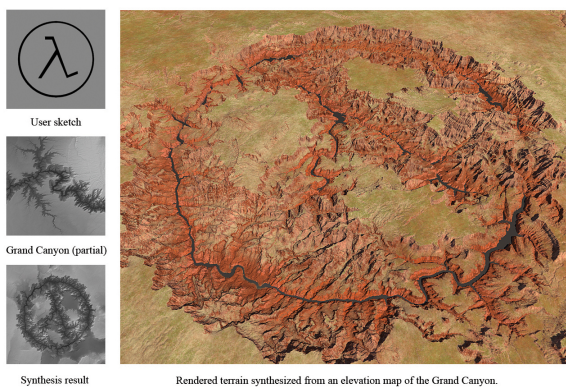 User sketch
Grand Canyon (partial)
Synthesis result
Rendered terrain synthesized from an elevation map of the Grand Canyon.